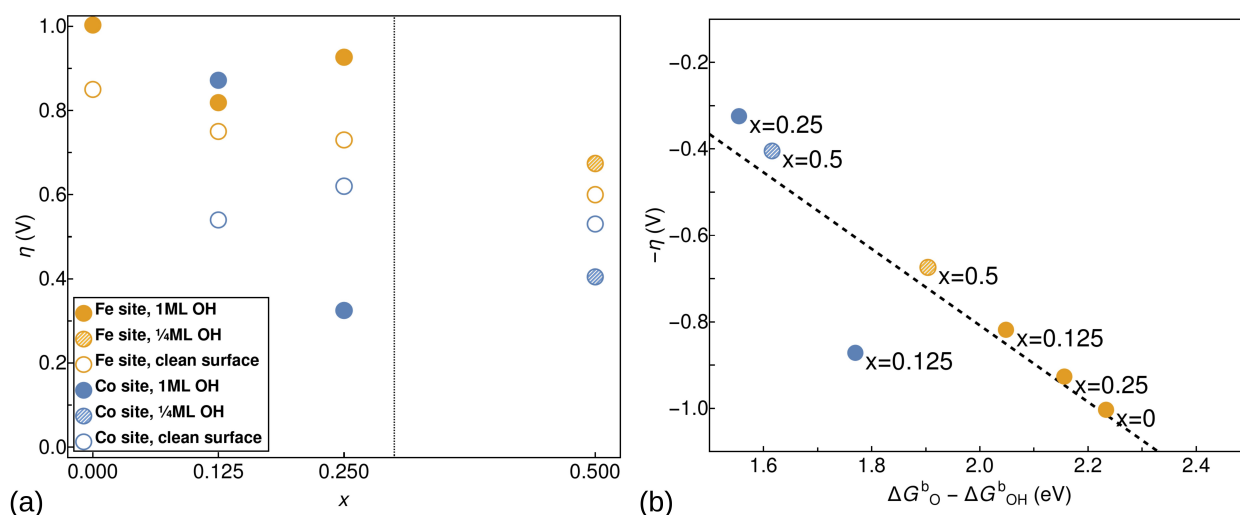 1.0
0.8
0.6
0.4
0.2
0.0
η (V)
Fe site, 1ML OH
Fe site, ¼ML OH
Fe site, clean surface
Co site, 1ML OH
Co site, ¼ML OH
Co site, clean surface
0.000 0.125 0.250 0.500
x
(a)
−0.2
−0.4
−0.6
−0.8
−1.0
−η (V)
x=0.25
x=0.5
x=0.5
x=0.125
x=0.125
x=0.25
x=0
1.6 1.8 2.0 2.2 2.4
ΔGᵇ_O − ΔGᵇ_OH (eV)
(b)